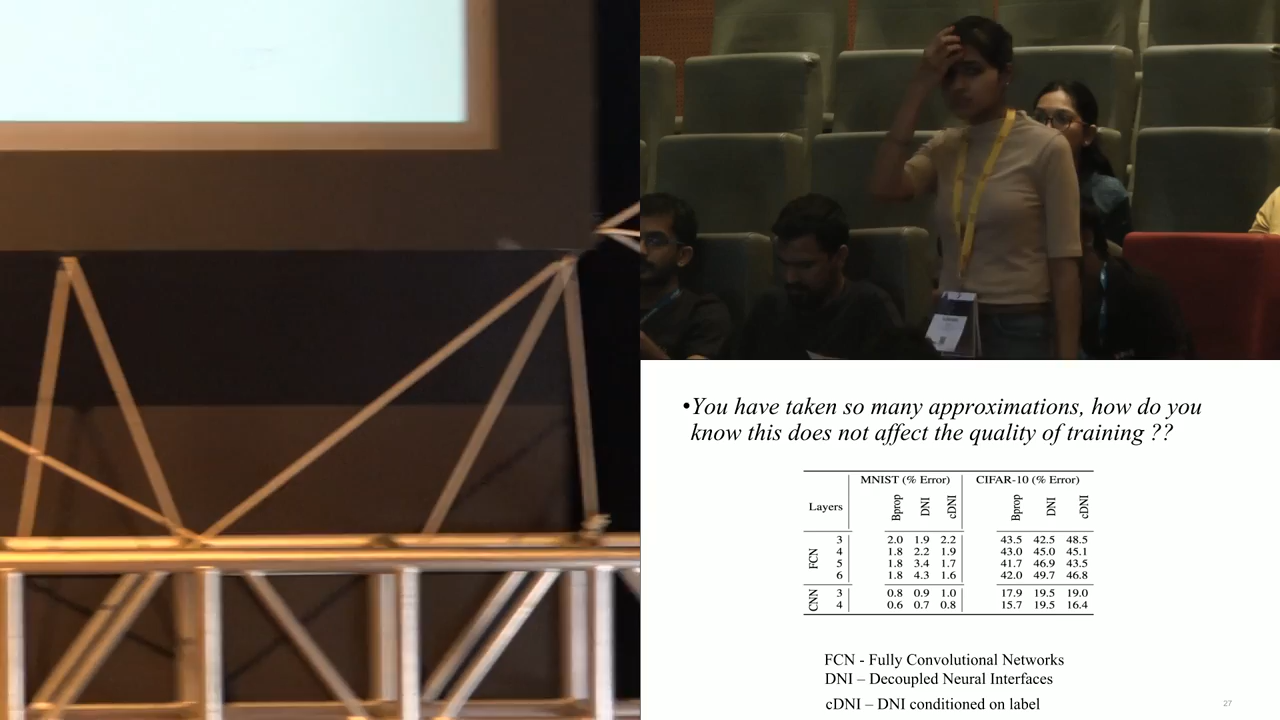 •You have taken so many approximations, how do you
know this does not affect the quality of training ??
MNIST (% Error) CIFAR-10 (% Error)
Layers Bprop DNI cDNI Bprop DNI cDNI
FCN
3 2.0 1.9 2.2 43.5 42.5 48.5
4 1.8 2.2 1.9 43.0 45.0 45.1
5 1.8 3.4 1.7 41.7 46.9 43.5
6 1.8 4.3 1.6 42.0 49.7 46.8
CNN
3 0.8 0.9 1.0 17.9 19.5 19.0
4 0.6 0.7 0.8 15.7 19.5 16.4
FCN - Fully Convolutional Networks
DNI – Decoupled Neural Interfaces
cDNI – DNI conditioned on label
27